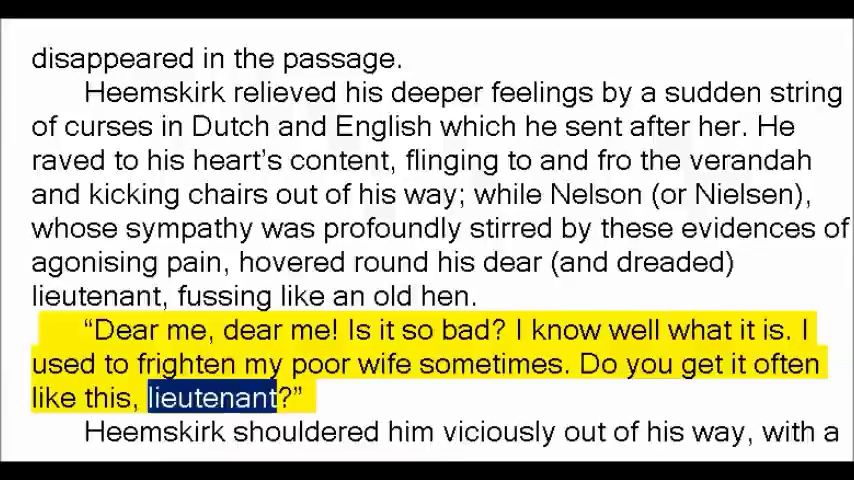 disappeared in the passage.
Heemskirk relieved his deeper feelings by a sudden string
of curses in Dutch and English which he sent after her. He
raved to his heart’s content, flinging to and fro the verandah
and kicking chairs out of his way; while Nelson (or Nielsen),
whose sympathy was profoundly stirred by these evidences of
agonising pain, hovered round his dear (and dreaded)
lieutenant, fussing like an old hen.
“Dear me, dear me! Is it so bad? I know well what it is. I
used to frighten my poor wife sometimes. Do you get it often
like this, lieutenant?”
Heemskirk shouldered him viciously out of his way, with a